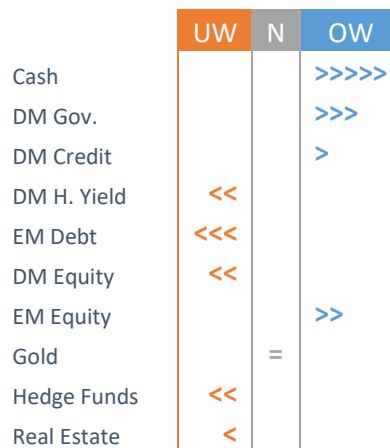 UW N OW
Cash >>>>>
DM Gov. >>>
DM Credit >
DM H. Yield <<
EM Debt <<<
DM Equity <<
EM Equity >>
Gold =
Hedge Funds <<
Real Estate <